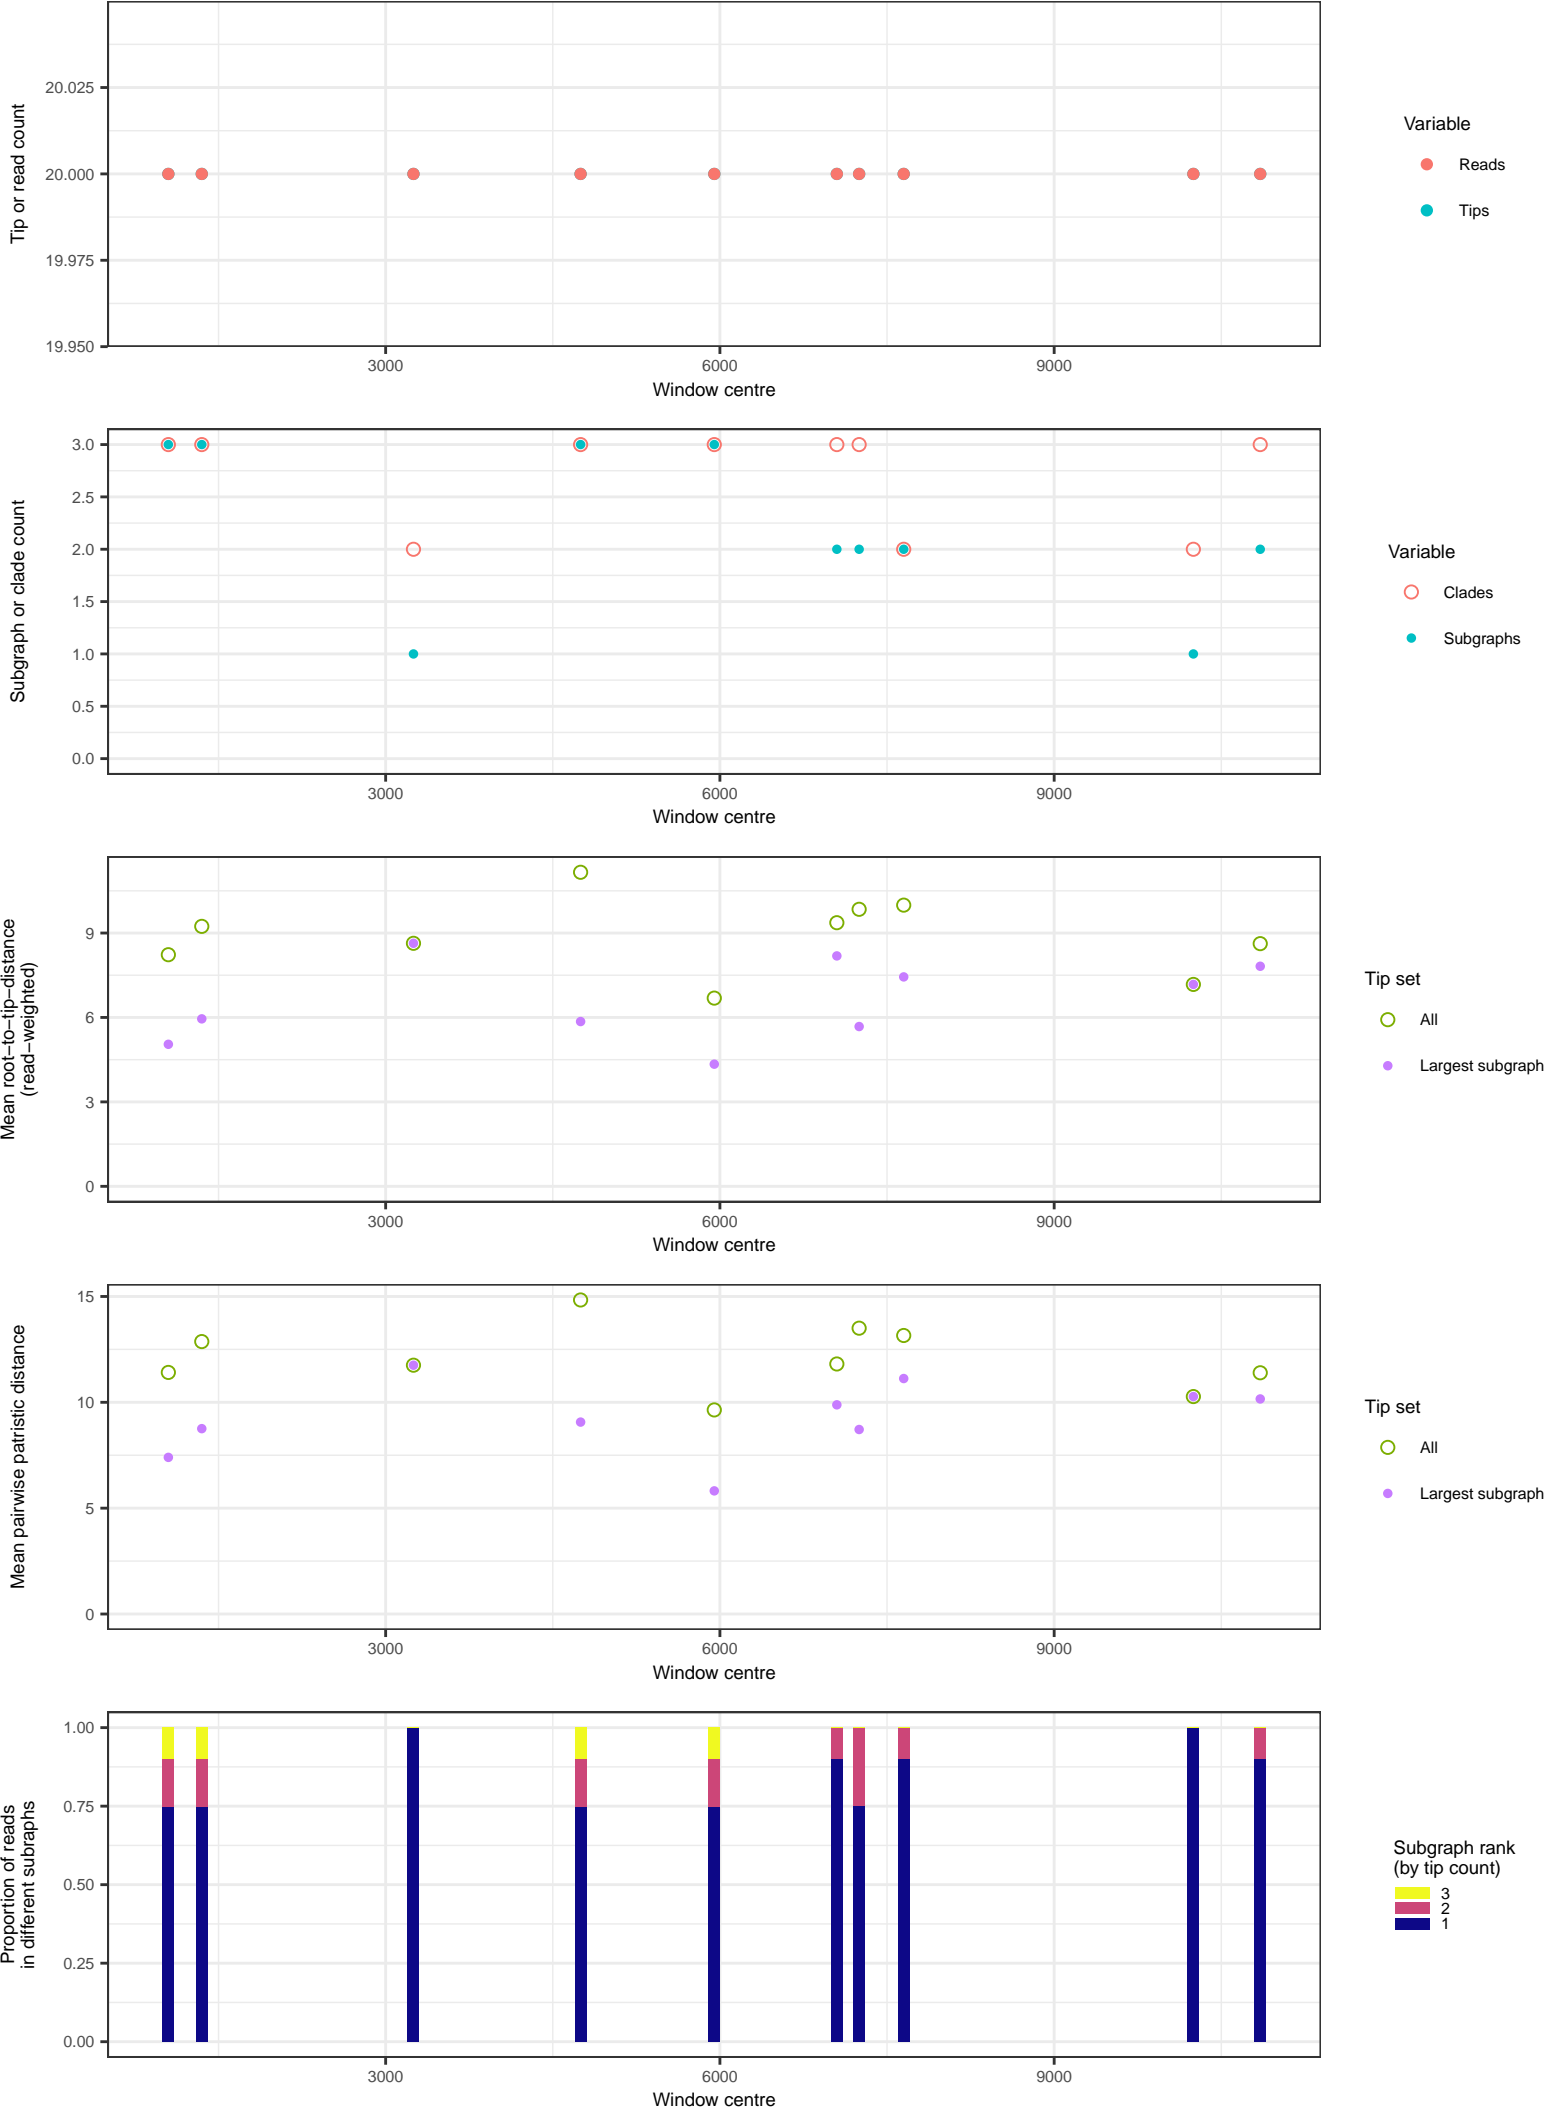 20.025
20.000
19.975
19.950
Tip or read count
3000
6000
9000
Window centre
Variable
Reads
Tips
3.0
2.5
2.0
1.5
1.0
0.5
0.0
Subgraph or clade count
3000
6000
9000
Window centre
Variable
Clades
Subgraphs
9
6
3
0
Mean root−to−tip−distance
(read−weighted)
3000
6000
9000
Window centre
Tip set
All
Largest subgraph
15
10
5
0
Mean pairwise patristic distance
3000
6000
9000
Window centre
Tip set
All
Largest subgraph
1.00
0.75
0.50
0.25
0.00
Proportion of reads
in different subraphs
3000
6000
9000
Window centre
Subgraph rank
(by tip count)
3
2
1